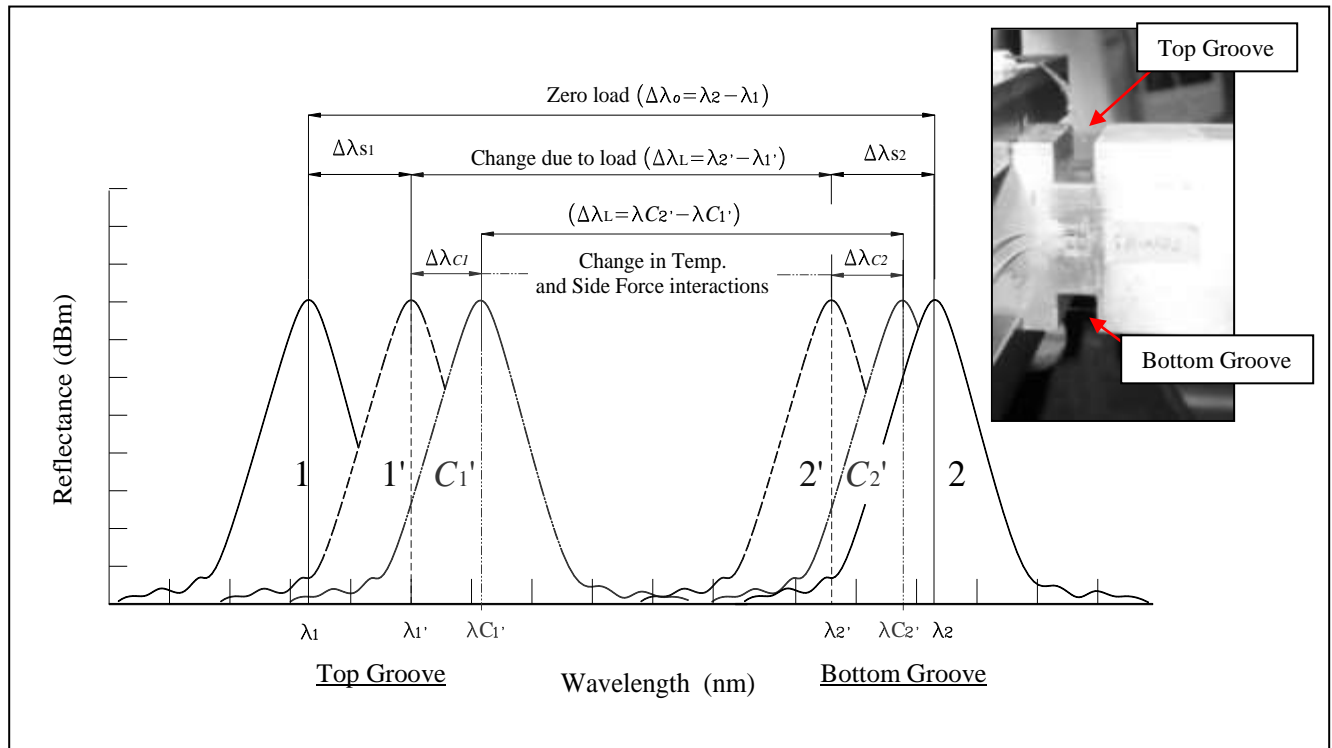 Top Groove
Zero load (Δλo=λ2−λ1)
Δλs1
Change due to load (ΔλL=λ2'−λ1')
Δλs2
(ΔλL=λC2'−λC1')
ΔλC1
Change in Temp.
and Side Force interactions
ΔλC2
Bottom Groove
Reflectance (dBm)
1
1'
C1'
2'
C2'
2
λ1
λ1'
λC1'
λ2'
λC2'
λ2
Top Groove
Wavelength (nm)
Bottom Groove